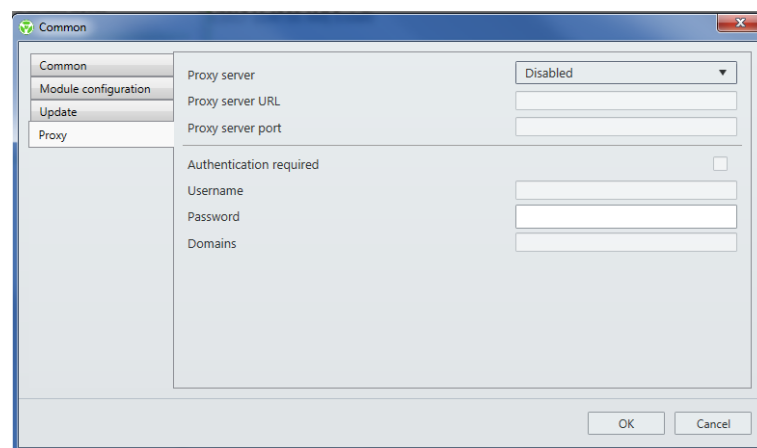 Common
Common
Module configuration
Update
Proxy
Proxy server
Disabled
Proxy server URL
Proxy server port
Authentication required
Username
Password
Domains
OK
Cancel